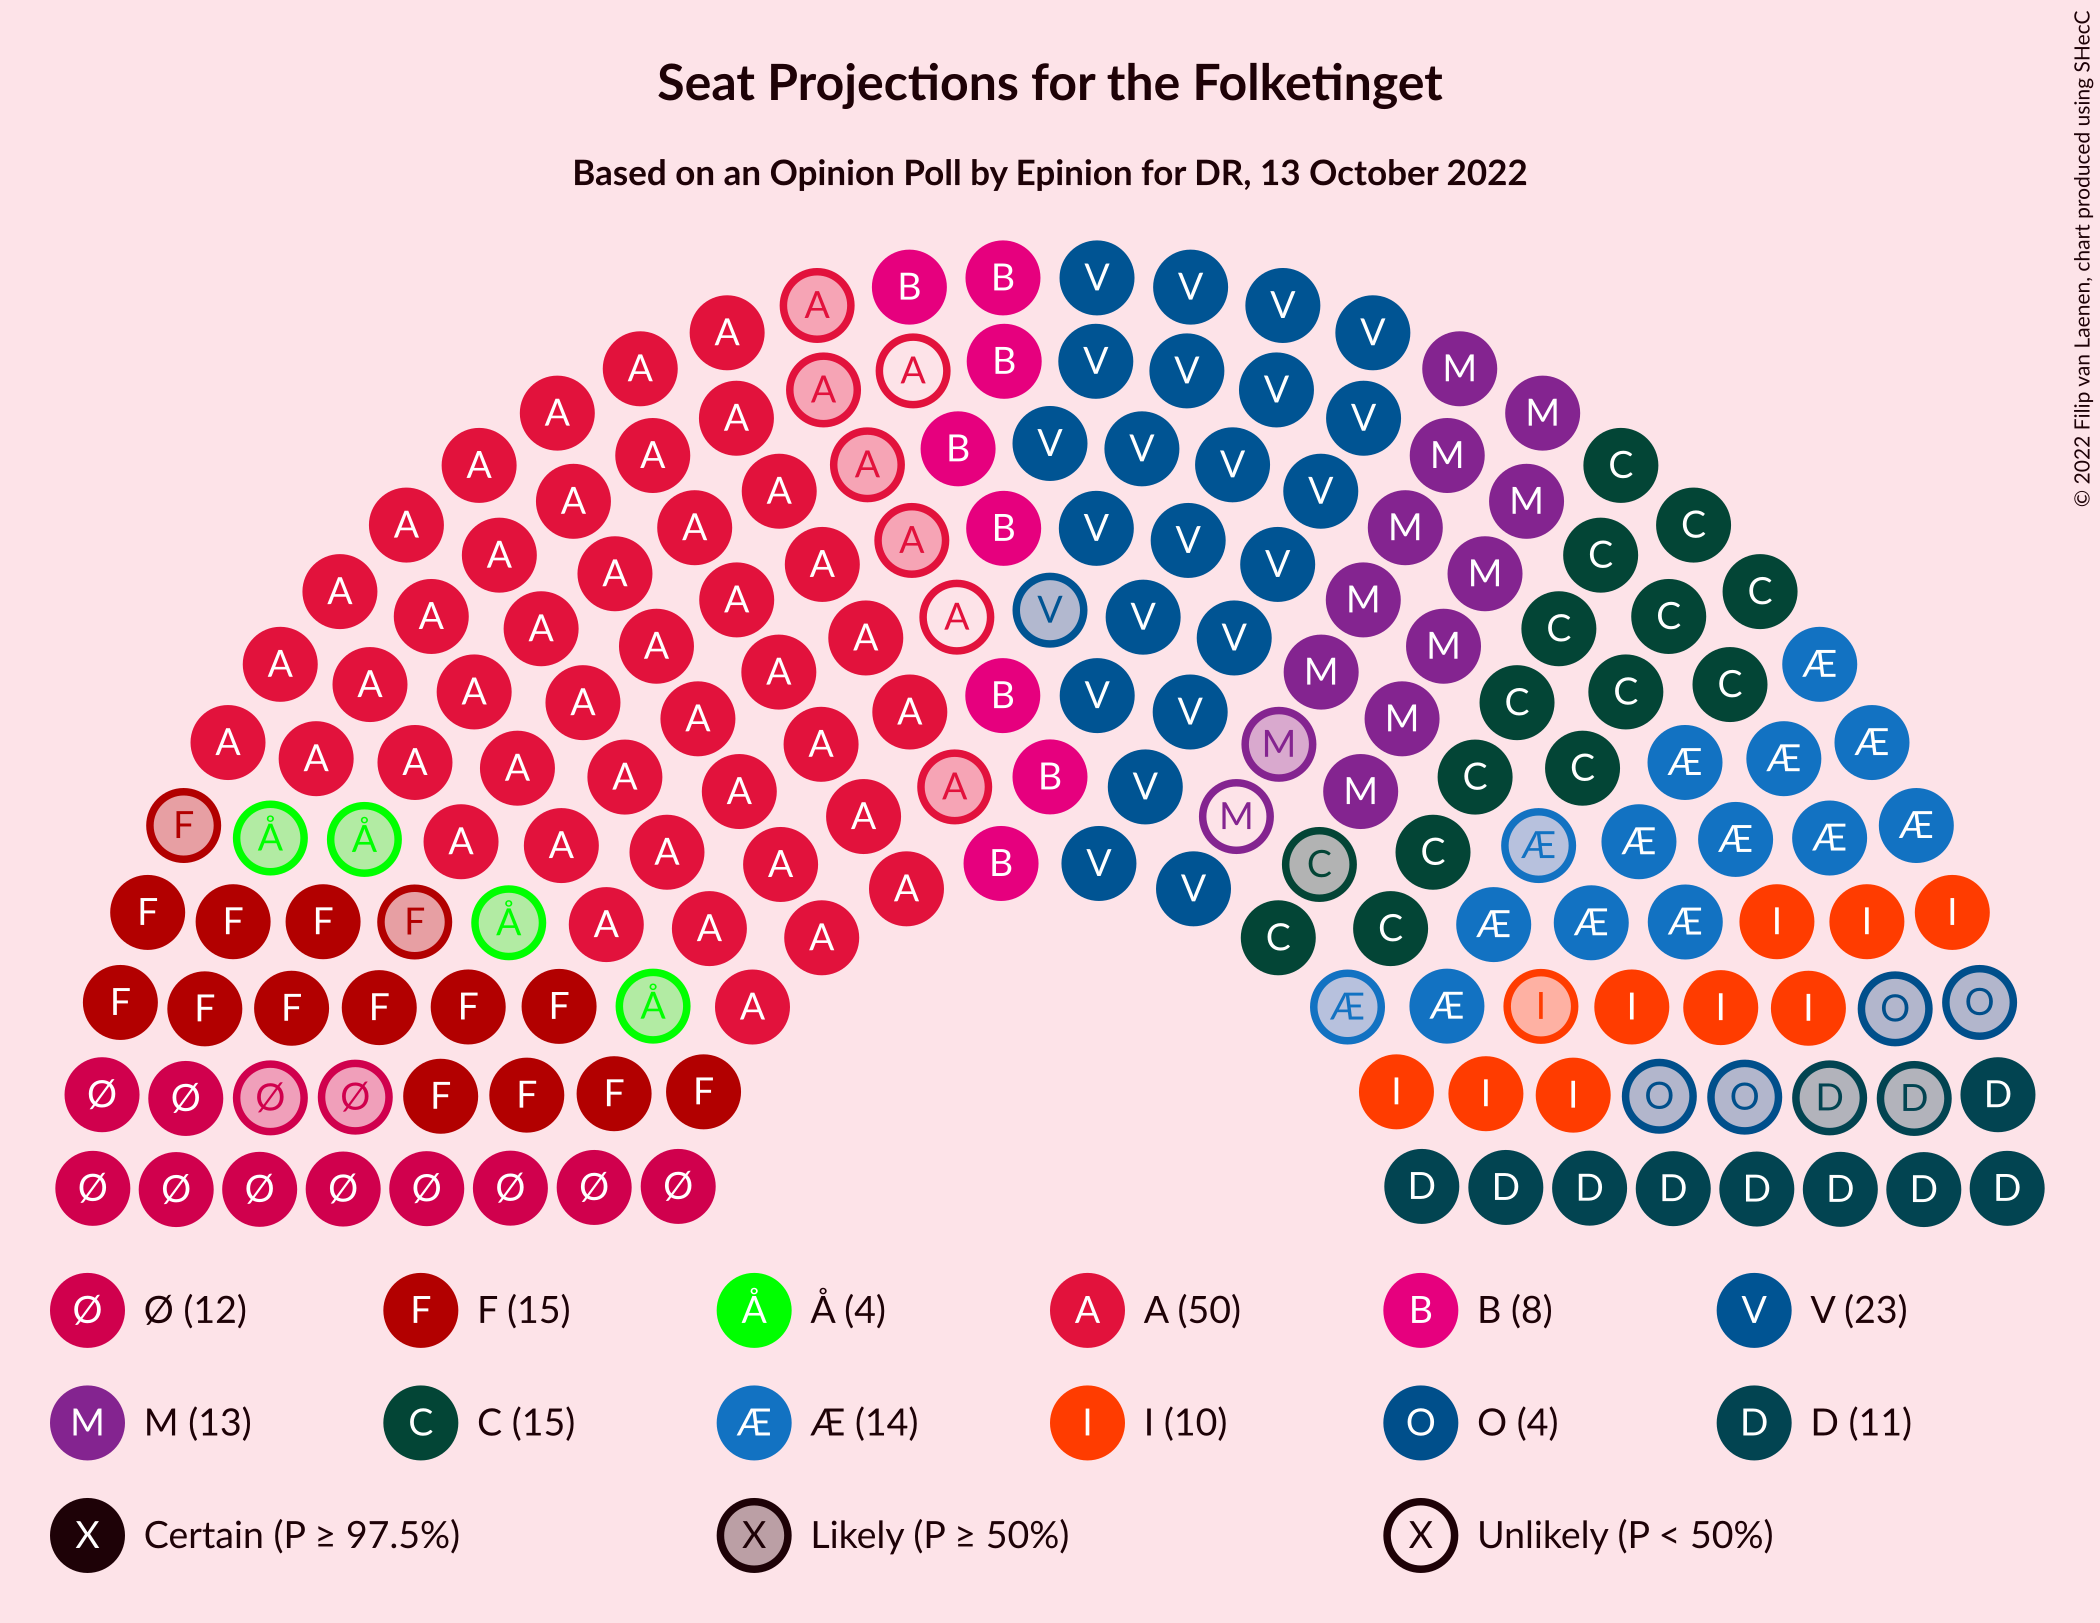 Seat Projections for the Folketinget
Based on an Opinion Poll by Epinion for DR, 13 October 2022
© 2022 Filip van Laenen, chart produced using SHecC
B B V V V V
A A M
A A B V V V V M
A A A M C
A A B V V V V M M C
A A A B V V V M C C
A A A A V V V M M C C
A A A A A B V V M M C C C Æ
F A A A A A A B V M M C C Æ Æ Æ
Å Å A A A A A B V V M C C Æ Æ Æ Æ Æ
F F F F Å A A A A V C C Æ Æ Æ I I I
F F F F F F Å A Æ Æ I I I I O O
Ø Ø Ø Ø F F F F I I I O O D D D
Ø Ø Ø Ø Ø Ø Ø Ø D D D D D D D D
Ø Ø (12) F F (15) Å Å (4) A A (50) B B (8) V V (23)
M M (13) C C (15) Æ Æ (14) I I (10) O O (4) D D (11)
X Certain (P ≥ 97.5%) X Likely (P ≥ 50%) X Unlikely (P < 50%)